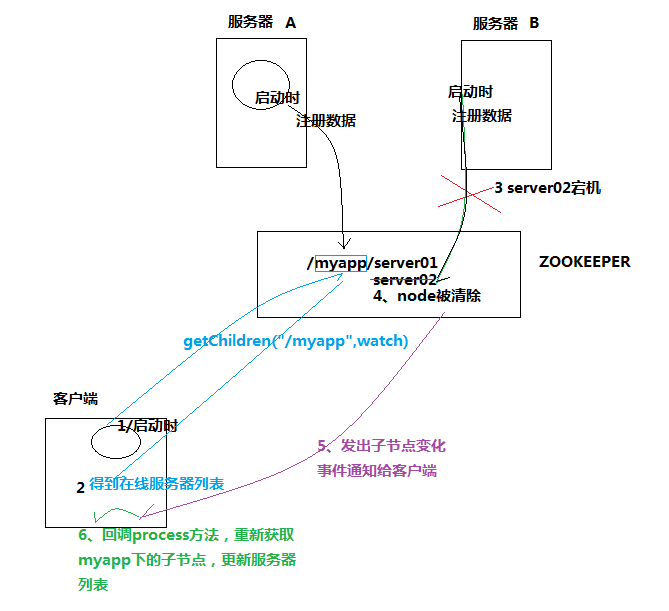 服务器 A
服务器 B
启动时
注册数据
启动时
注册数据
3 server02宕机
/myapp/server01
server02
4、node被清除
ZOOKEEPER
getChildren("/myapp",watch)
客户端
1/启动时
2 得到在线服务器列表
5、发出子节点变化
事件通知给客户端
6、回调process方法，重新获取
myapp下的子节点，更新服务器
列表